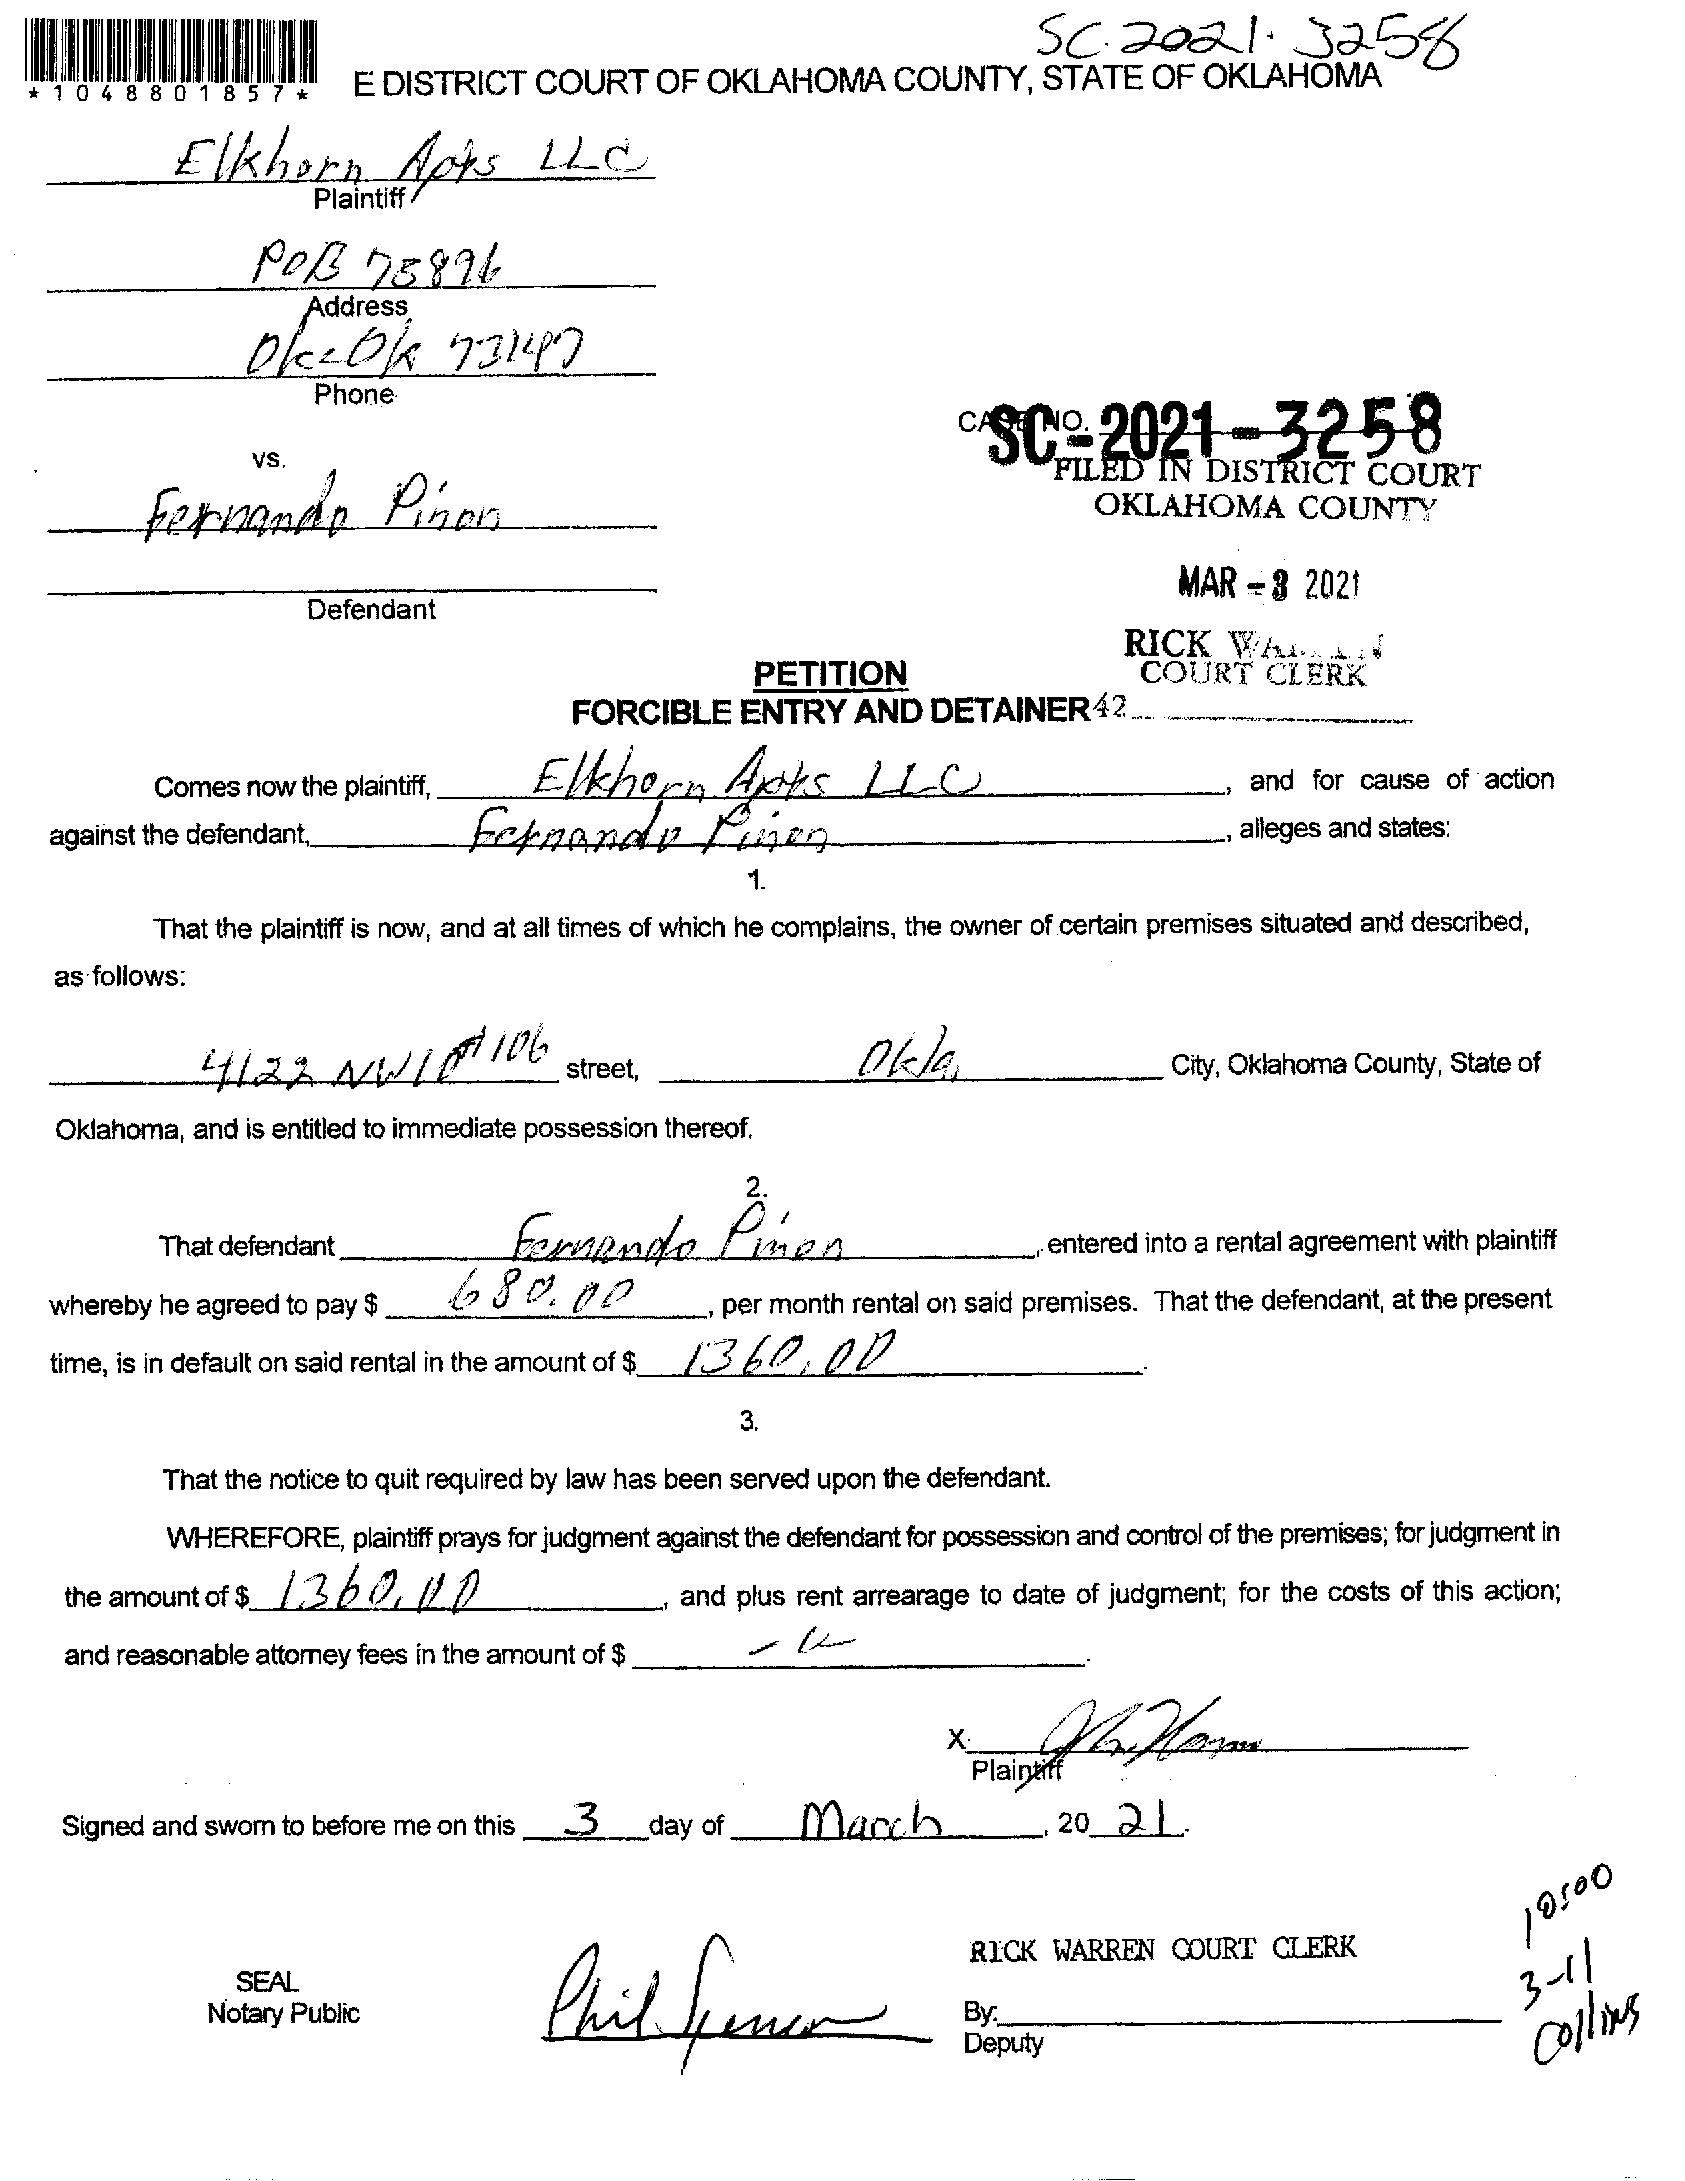 SC-2021-3258
*1048801857*
E DISTRICT COURT OF OKLAHOMA COUNTY, STATE OF OKLAHOMA
Elkhorn Apts LLC
Plaintiff
POB 75896
Address
Okc Ok 73147
Phone
CASE NO.
SC-2021-3258
vs.
FILED IN DISTRICT COURT
OKLAHOMA COUNTY
Fernando Pinon
MAR -3 2021
Defendant
RICK WARREN
COURT CLERK
PETITION
FORCIBLE ENTRY AND DETAINER 42
Comes now the plaintiff, Elkhorn Apts LLC, and for cause of action
against the defendant, Fernando Pinon, alleges and states:
1.
That the plaintiff is now, and at all times of which he complains, the owner of certain premises situated and described,
as follows:
4122 NW10 #106 street, Okla, City, Oklahoma County, State of
Oklahoma, and is entitled to immediate possession thereof.
2.
That defendant Fernando Pinon, entered into a rental agreement with plaintiff
whereby he agreed to pay $ 680.00, per month rental on said premises. That the defendant, at the present
time, is in default on said rental in the amount of $ 1360.00.
3.
That the notice to quit required by law has been served upon the defendant.
WHEREFORE, plaintiff prays for judgment against the defendant for possession and control of the premises; for judgment in
the amount of $ 1360.00, and plus rent arrearage to date of judgment; for the costs of this action;
and reasonable attorney fees in the amount of $
X
Plaintiff
Signed and sworn to before me on this 3 day of March, 20 21.
RICK WARREN COURT CLERK
SEAL
Notary Public
Phil
By:
Deputy
3-11
Collins